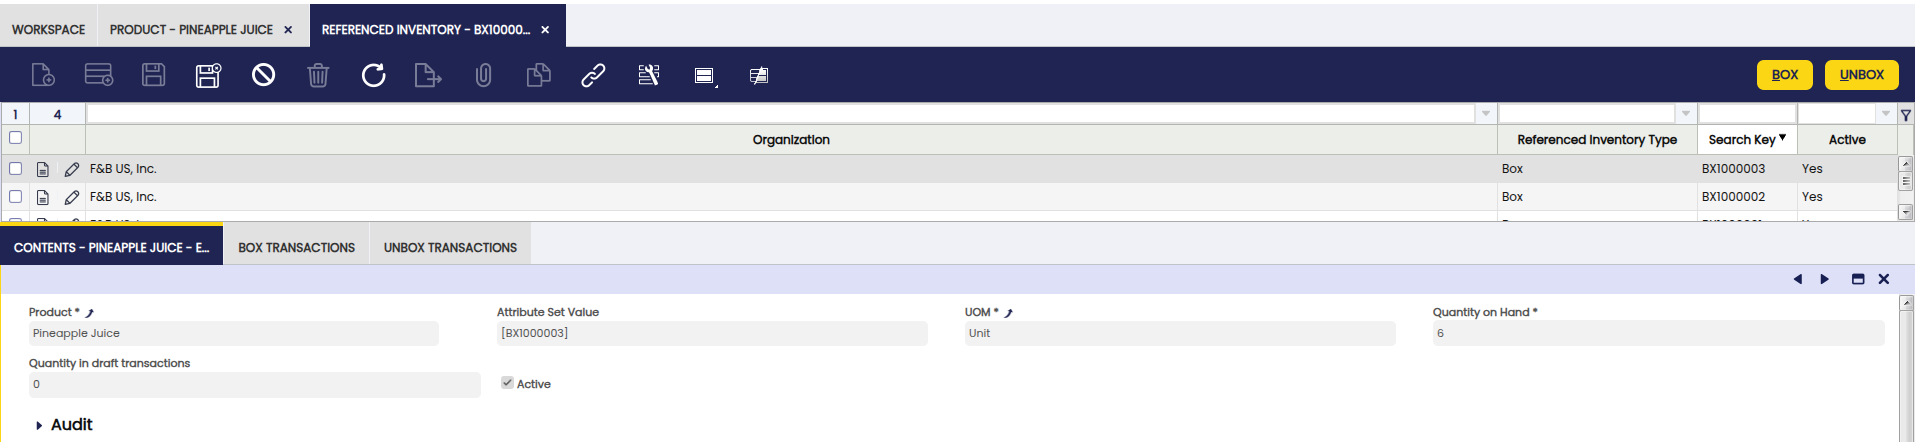 WORKSPACE PRODUCT - PINEAPPLE JUICE REFERENCED INVENTORY - BX10000...
BOX UNBOX
1 4
Organization Referenced Inventory Type Search Key Active
F&B US, Inc. Box BX1000003 Yes
F&B US, Inc. Box BX1000002 Yes
CONTENTS - PINEAPPLE JUICE - E... BOX TRANSACTIONS UNBOX TRANSACTIONS
Product * Attribute Set Value UOM * Quantity on Hand *
Pineapple Juice [BX1000003] Unit 6
Quantity in draft transactions
0 Active
Audit